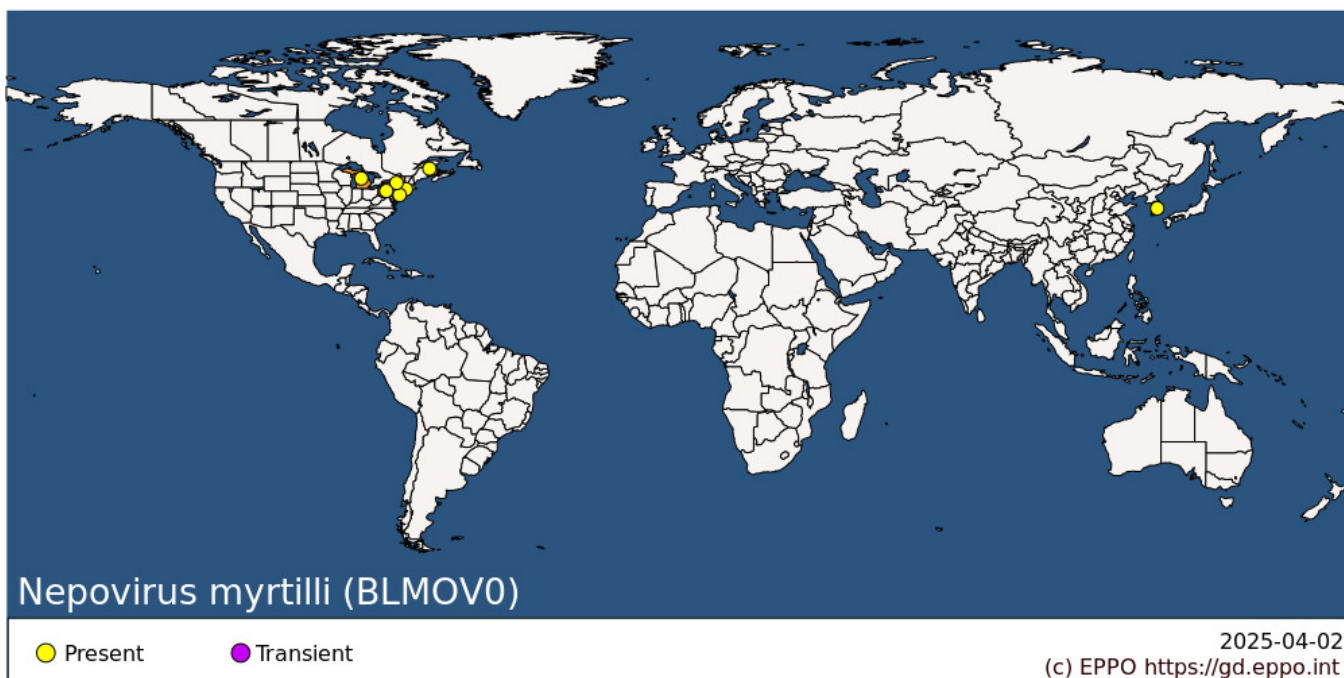 Nepovirus myrtilli (BLMOV0)
Present
Transient
2025-04-02
(c) EPPO https://gd.eppo.int